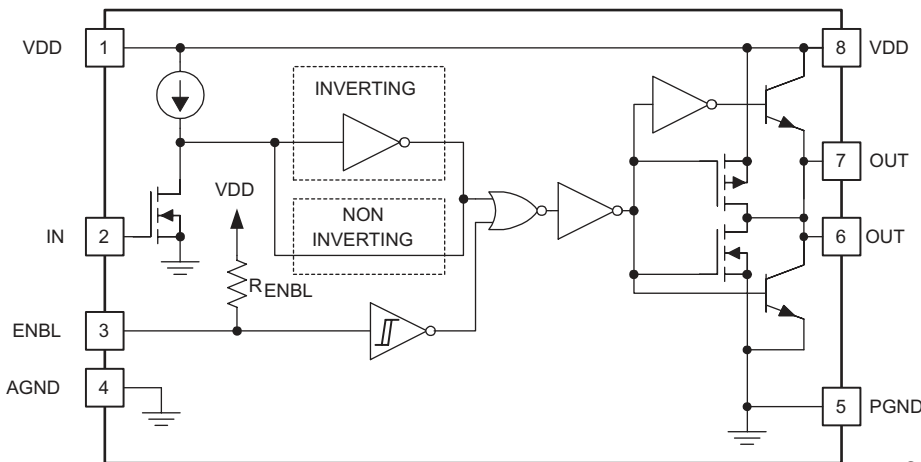 VDD 1
8 VDD
INVERTING
VDD
7 OUT
NON
INVERTING
IN 2
6 OUT
RENBL
ENBL 3
AGND 4
5 PGND